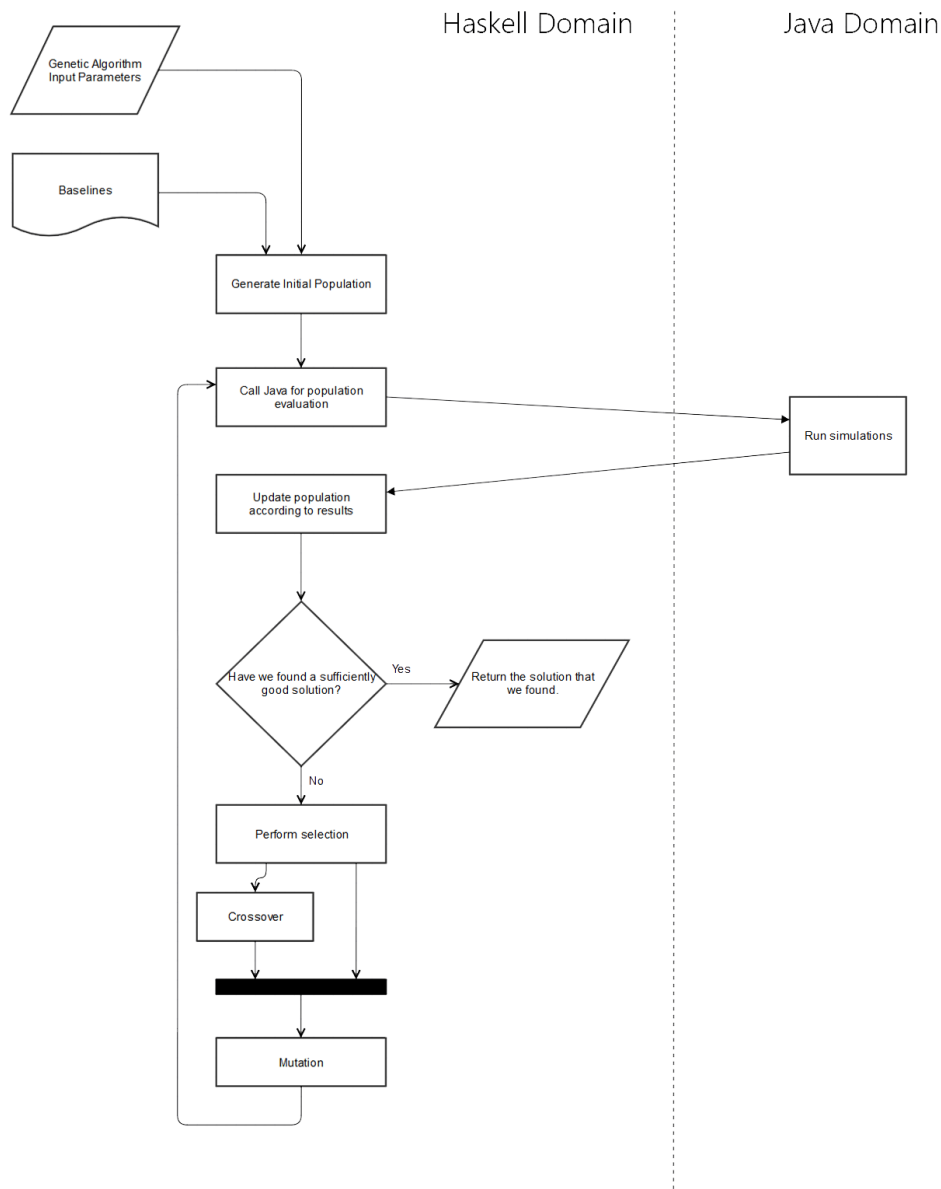 Haskell Domain
Java Domain
Genetic Algorithm
Input Parameters
Baselines
Generate Initial Population
Call Java for population
evaluation
Run simulations
Update population
according to results
Have we found a sufficiently
good solution?
Yes
Return the solution that
we found.
No
Perform selection
Crossover
Mutation